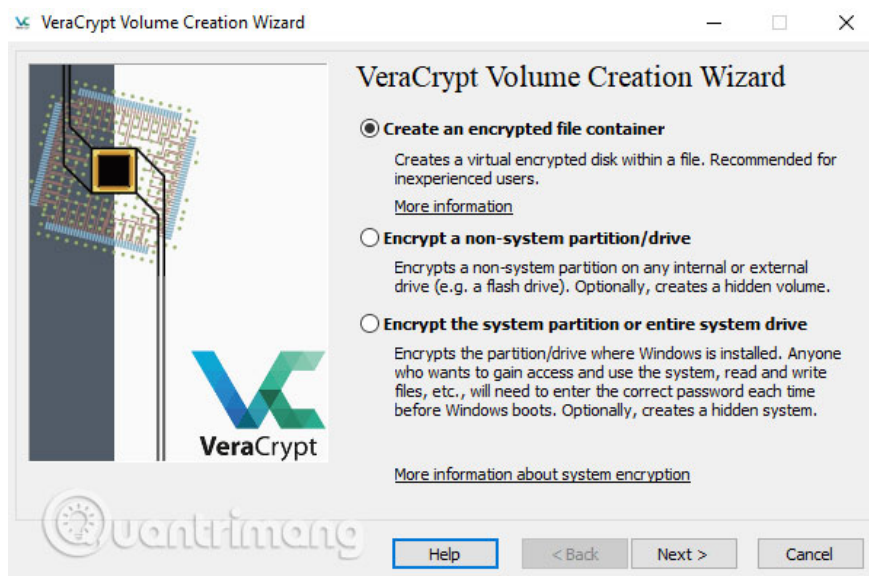 VeraCrypt Volume Creation Wizard
VeraCrypt Volume Creation Wizard
Create an encrypted file container
Creates a virtual encrypted disk within a file. Recommended for
inexperienced users.
More information
Encrypt a non-system partition/drive
Encrypts a non-system partition on any internal or external
drive (e.g. a flash drive). Optionally, creates a hidden volume.
Encrypt the system partition or entire system drive
Encrypts the partition/drive where Windows is installed. Anyone
who wants to gain access and use the system, read and write
files, etc., will need to enter the correct password each time
before Windows boots. Optionally, creates a hidden system.
VeraCrypt
More information about system encryption
Quantrimang
Help
< Back
Next >
Cancel